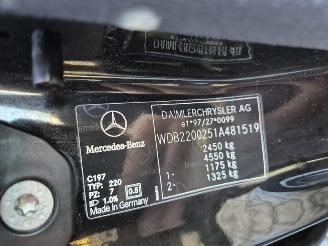 DAIMLERCHRYSLER AG
e1*97/27*0099
WDB2200251A481519
2450 kg
4550 kg
1- 1175 kg
2- 1325 kg
Mercedes-Benz
C197
TYP: 220
PZ: 7 0.5
1.0%
Made in Germany